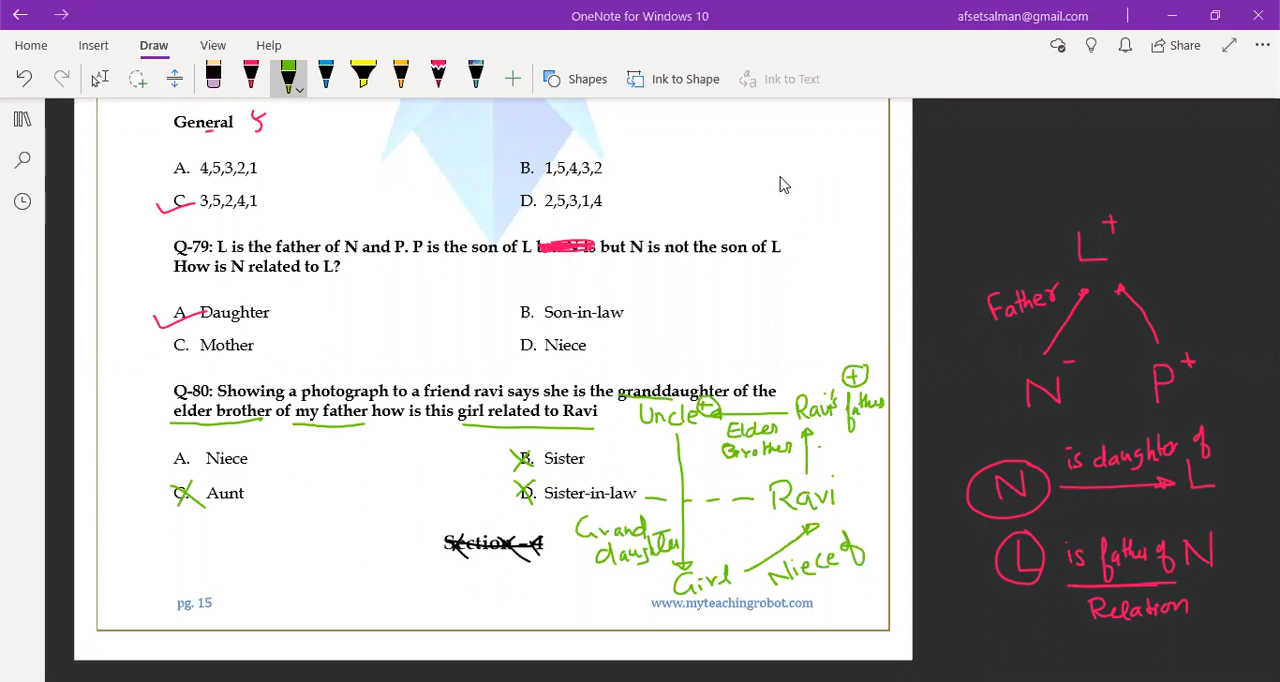 OneNote for Windows 10
afsetsalman@gmail.com
Home Insert Draw View Help
Share
Shapes
Ink to Shape
Ink to Text
General 5
A. 4,5,3,2,1
B. 1,5,4,3,2
C. 3,5,2,4,1
D. 2,5,3,1,4
Q-79: L is the father of N and P. P is the son of L but N is not the son of L
How is N related to L?
A. Daughter
B. Son-in-law
C. Mother
D. Niece
Q-80: Showing a photograph to a friend ravi says she is the granddaughter of the
elder brother of my father how is this girl related to Ravi
A. Niece
B. Sister
C. Aunt
D. Sister-in-law
Section - 4
pg. 15
www.myteachingrobot.com
Uncle +
Elder
Brother
Ravi's father +
Ravi
Grand
daughter
Girl
Niece of
L +
Father
N -
P +
N is daughter of L
L is father of N
Relation